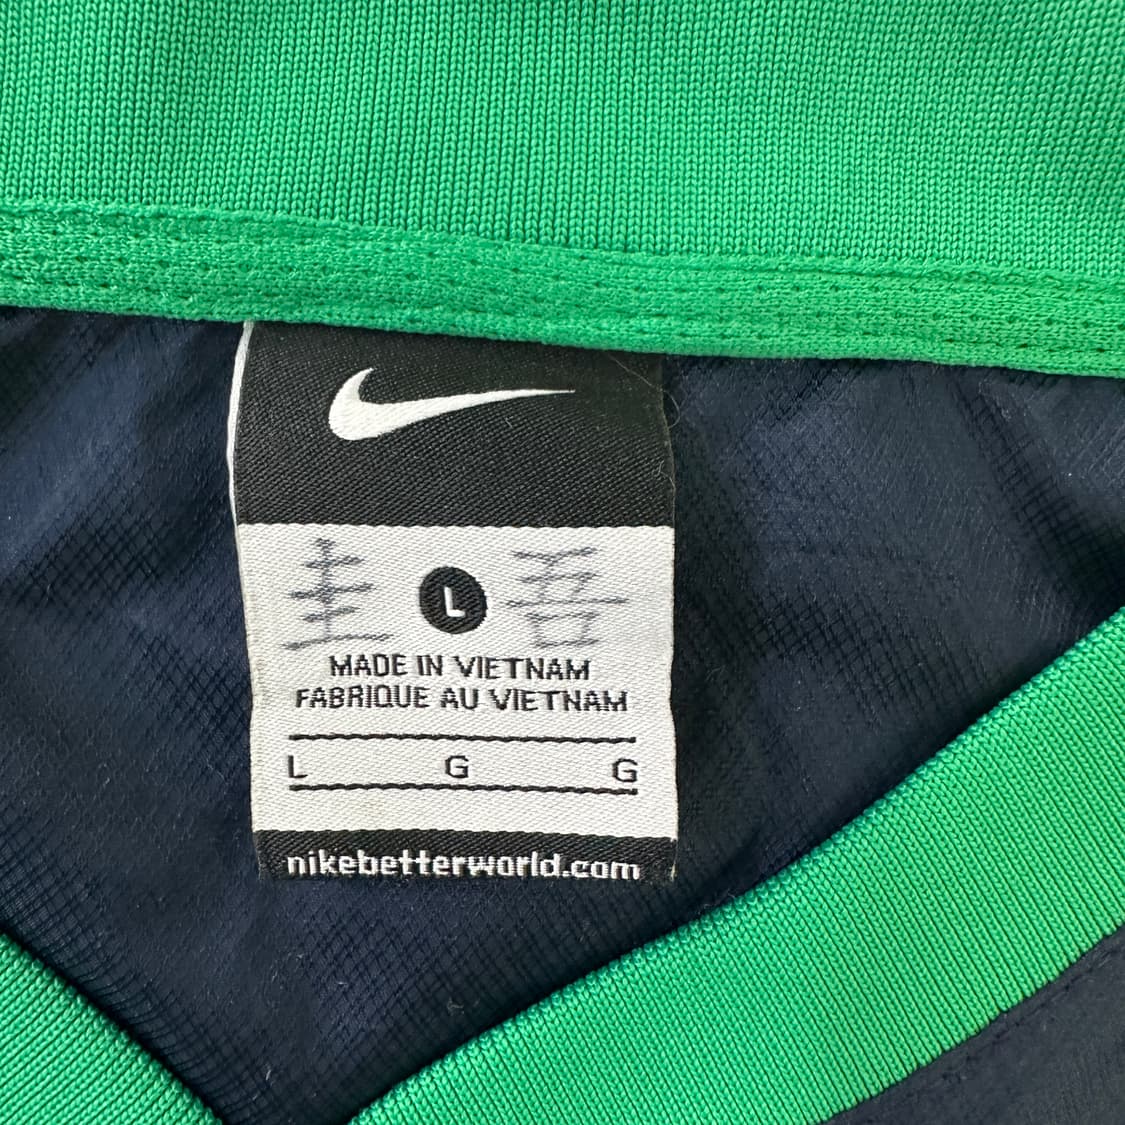 圭 L 吾
MADE IN VIETNAM
FABRIQUE AU VIETNAM
L G G
nikebetterworld.com